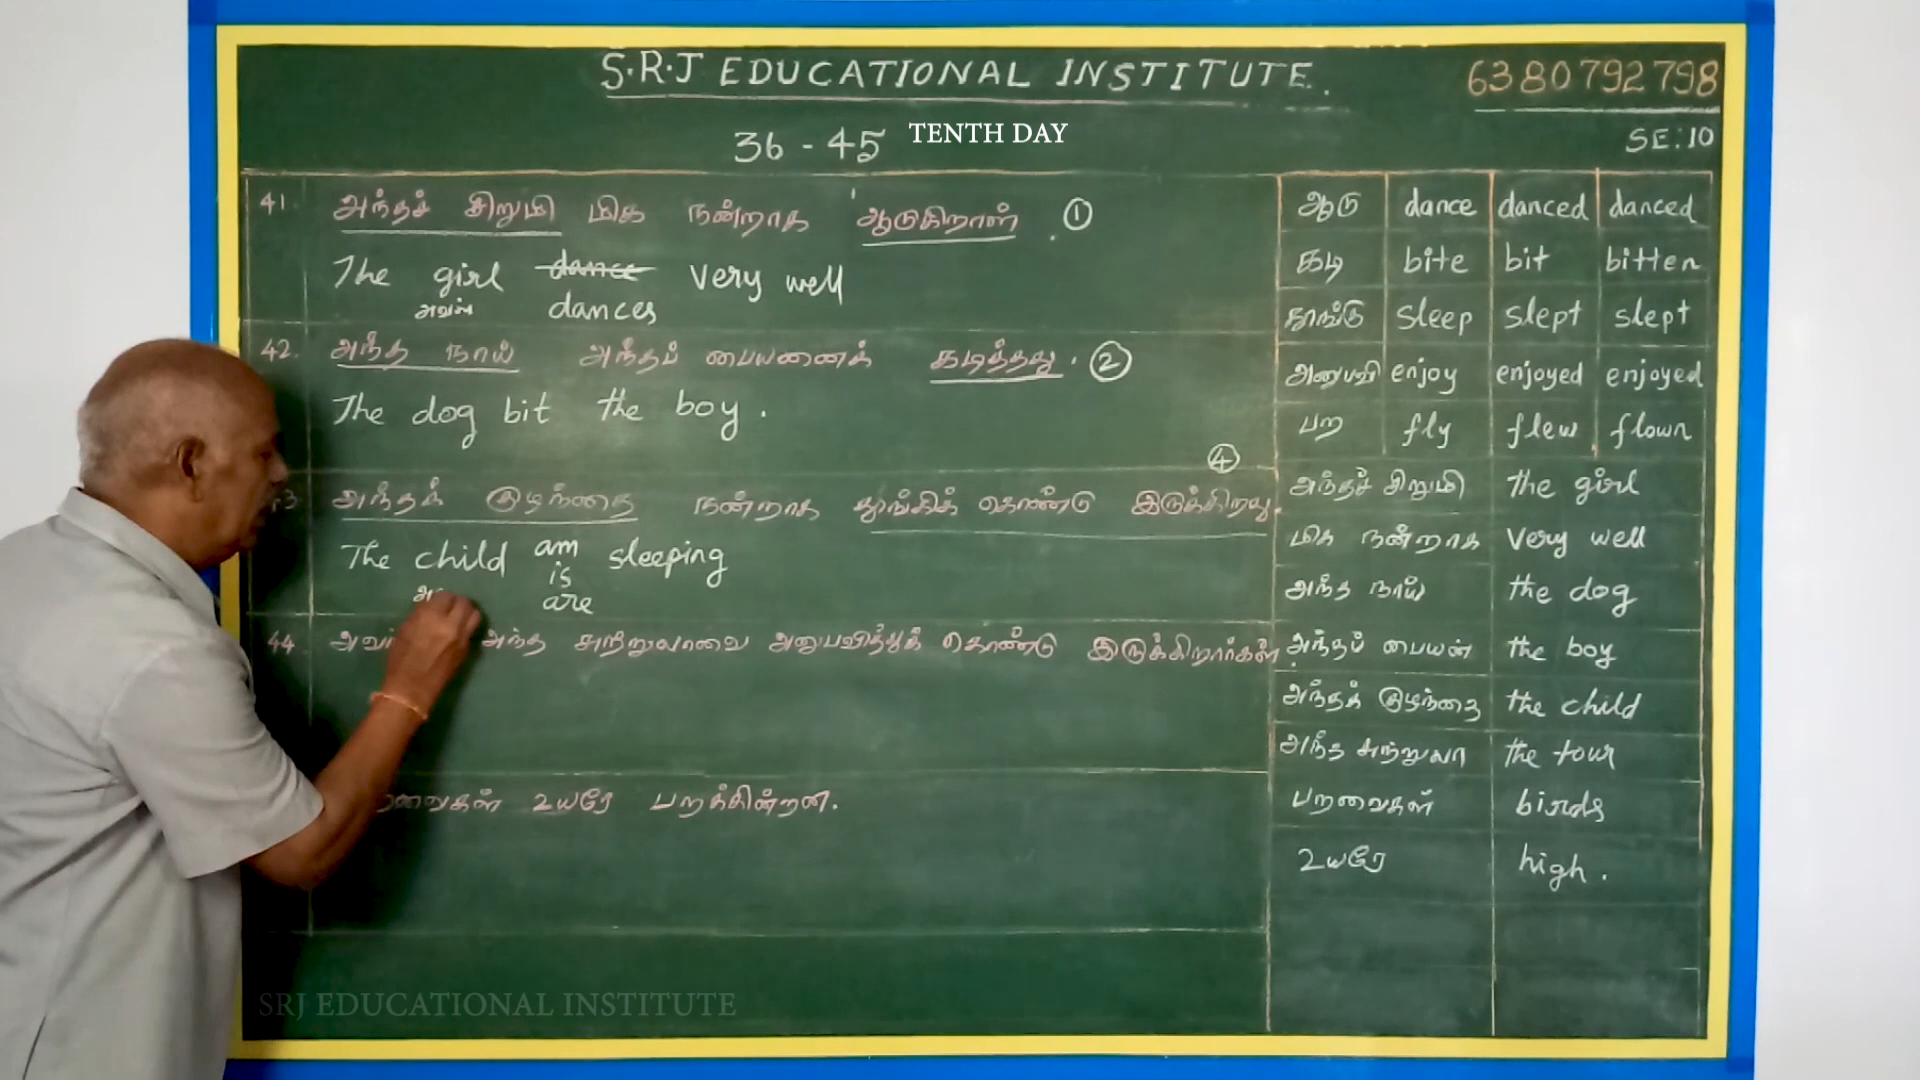 S.R.J EDUCATIONAL INSTITUTE.
6380792798
36 - 45 TENTH DAY
SE:10
41. அந்தச் சிறுமி மிக நன்றாக ஆடுகிறாள். ①
The girl dance very well
அவள் dances
42. அந்த நாய் அந்தப் பையனைக் கடித்தது. ②
The dog bit the boy.
④
அந்தக் குழந்தை நன்றாக தூங்கிக் கொண்டு இருக்கிறது.
The child am sleeping
is
are
44. அந்த சுற்றுலாவை அனுபவித்துக் கொண்டு இருக்கிறார்கள்.
உயரே பறக்கின்றன.
ஆடு dance danced danced
கடி bite bit bitten
தூங்கு sleep slept slept
அனுபவி enjoy enjoyed enjoyed
பற fly flew flown
அந்தச் சிறுமி the girl
மிக நன்றாக very well
அந்த நாய் the dog
அந்தப் பையன் the boy
அந்தக் குழந்தை the child
அந்த சுற்றுலா the tour
பறவைகள் birds
உயரே high.
SRJ EDUCATIONAL INSTITUTE